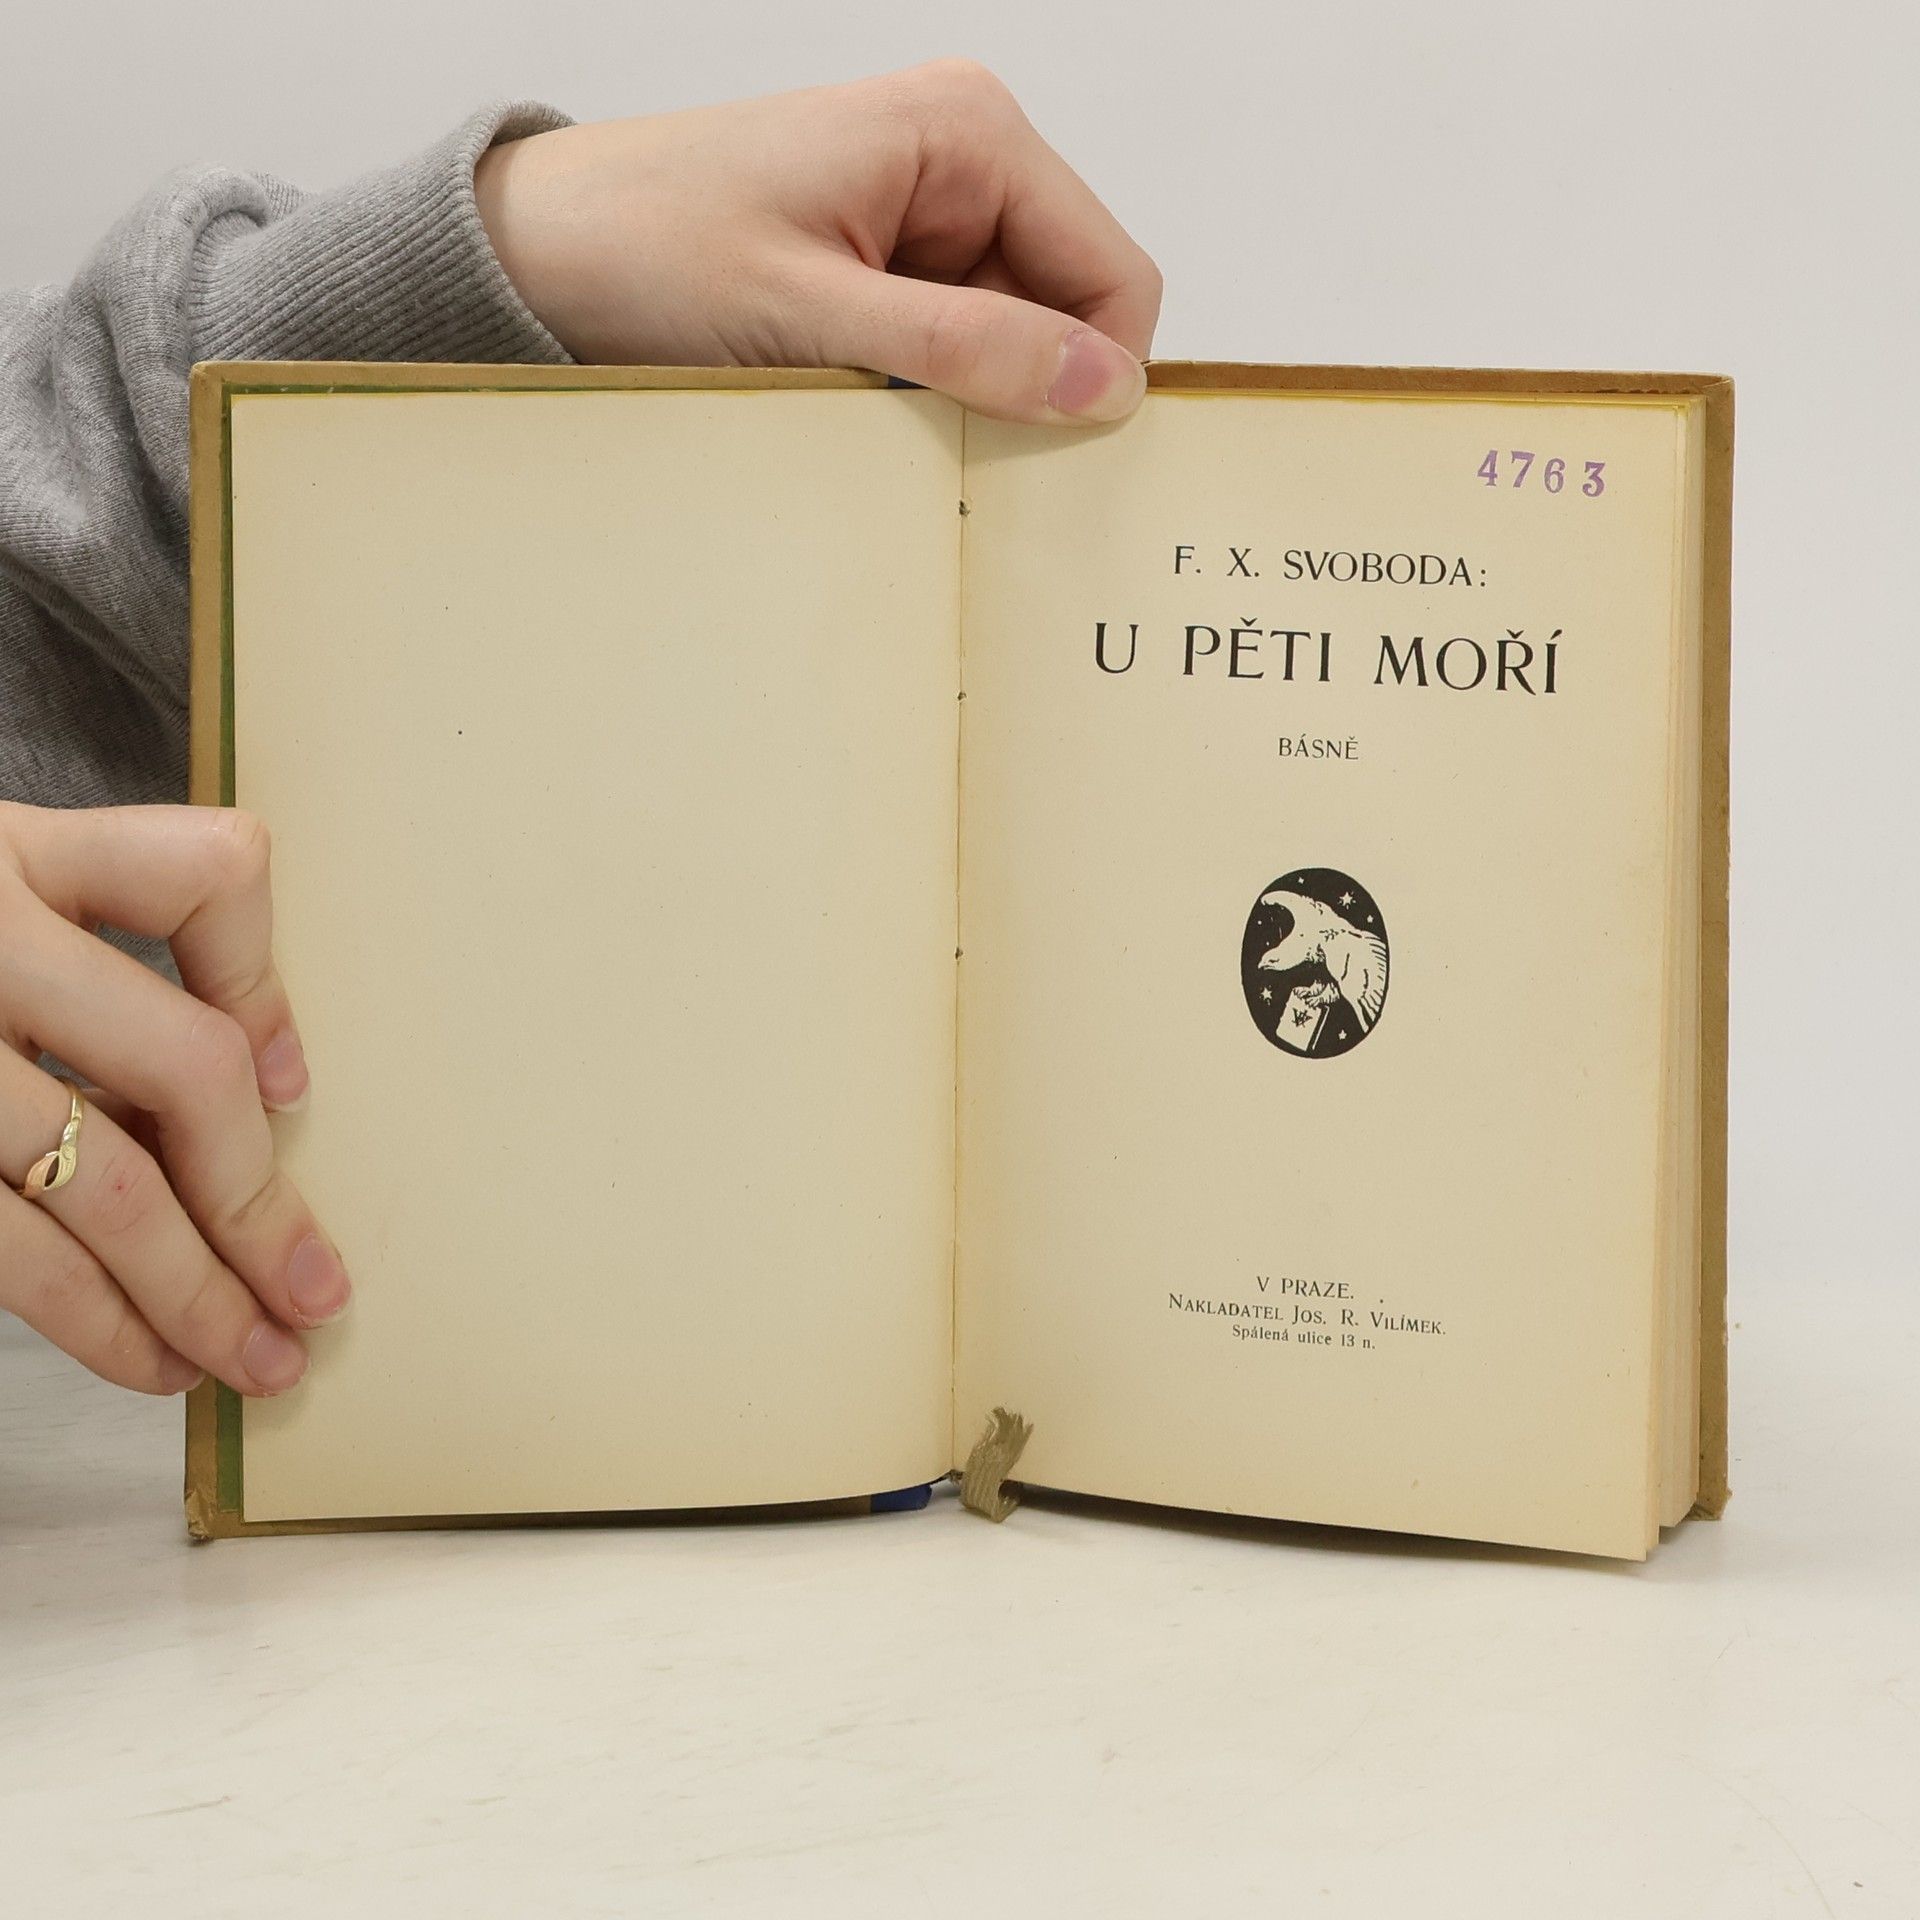 4763
F. X. SVOBODA:
U PĚTI MOŘÍ
BÁSNĚ
V PRAZE.
NAKLADATEL JOS. R. VILÍMEK.
Spálená ulice 13 n.